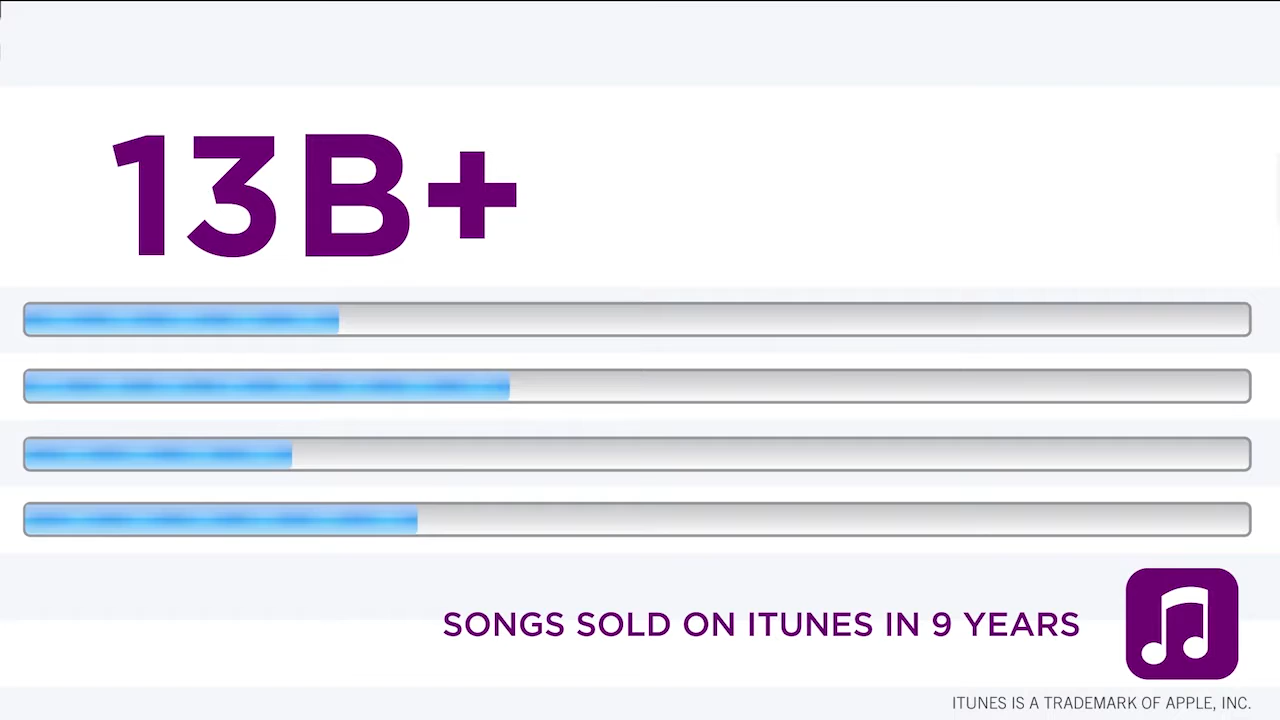 13B+
SONGS SOLD ON ITUNES IN 9 YEARS
ITUNES IS A TRADEMARK OF APPLE, INC.